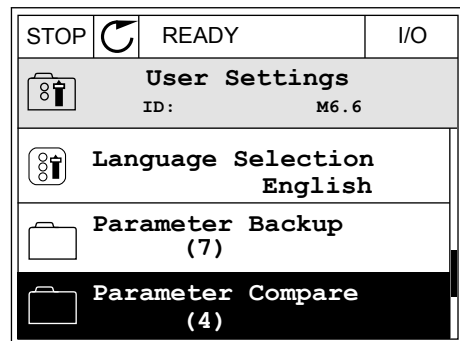 STOP READY I/O
User Settings
ID: M6.6
Language Selection
English
Parameter Backup
(7)
Parameter Compare
(4)